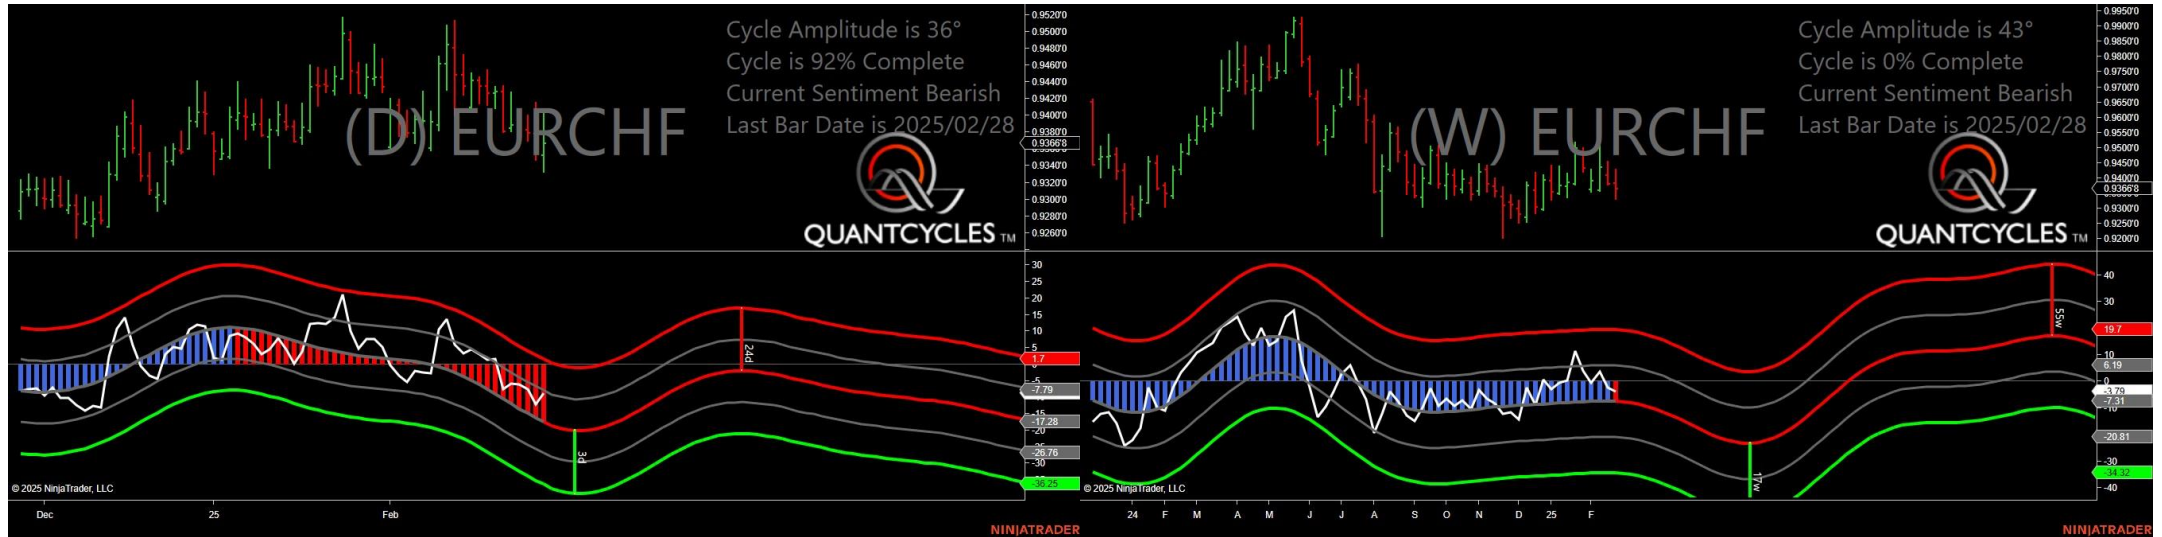 Cycle Amplitude is 36°
Cycle is 92% Complete
Current Sentiment Bearish
Last Bar Date is 2025/02/28
(D) EURCHF
QUANTCYCLES TM
0.9520'0
0.9500'0
0.9480'0
0.9460'0
0.9440'0
0.9420'0
0.9400'0
0.9380'0
0.9366'8
0.9340'0
0.9320'0
0.9300'0
0.9280'0
0.9260'0
30
25
20
15
10
5
1.7
-5
-7.79
-15
-17.28
-20
-26.76
-30
-36.25
24d
3d
© 2025 NinjaTrader, LLC
Dec
25
Feb
NINJATRADER
Cycle Amplitude is 43°
Cycle is 0% Complete
Current Sentiment Bearish
Last Bar Date is 2025/02/28
(W) EURCHF
QUANTCYCLES TM
0.9950'0
0.9900'0
0.9850'0
0.9800'0
0.9750'0
0.9700'0
0.9650'0
0.9600'0
0.9550'0
0.9500'0
0.9450'0
0.9400'0
0.9366'8
0.9300'0
0.9250'0
0.9200'0
40
30
19.7
10
6.19
0
-3.79
-7.31
-10
-20.81
-30
-34.32
-40
55w
17w
© 2025 NinjaTrader, LLC
24 F M A M J J A S O N D 25 F
NINJATRADER